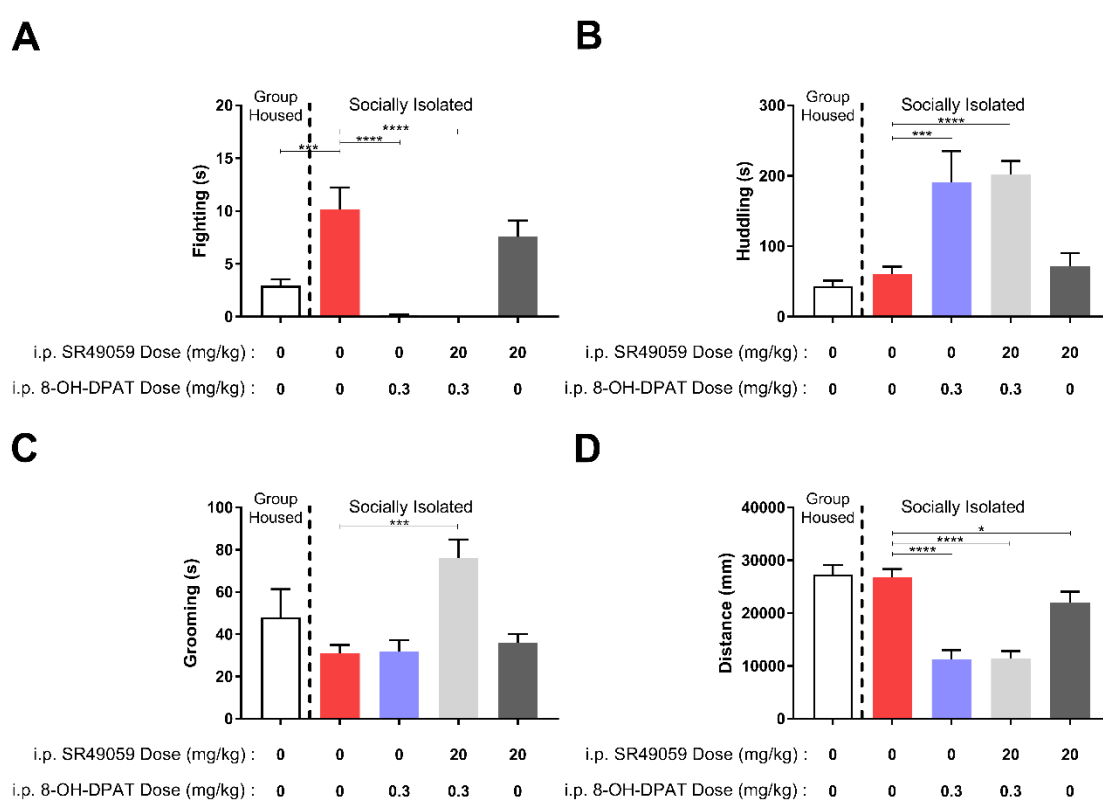 A
Group Housed
Socially Isolated
****
****
***
20
15
10
5
0
Fighting (s)
i.p. SR49059 Dose (mg/kg) : 0 0 0 20 20
i.p. 8-OH-DPAT Dose (mg/kg) : 0 0 0.3 0.3 0
B
Group Housed
Socially Isolated
****
***
300
200
100
0
Huddling (s)
i.p. SR49059 Dose (mg/kg) : 0 0 0 20 20
i.p. 8-OH-DPAT Dose (mg/kg) : 0 0 0.3 0.3 0
C
Group Housed
Socially Isolated
***
100
80
60
40
20
0
Grooming (s)
i.p. SR49059 Dose (mg/kg) : 0 0 0 20 20
i.p. 8-OH-DPAT Dose (mg/kg) : 0 0 0.3 0.3 0
D
Group Housed
Socially Isolated
*
****
****
40000
30000
20000
10000
0
Distance (mm)
i.p. SR49059 Dose (mg/kg) : 0 0 0 20 20
i.p. 8-OH-DPAT Dose (mg/kg) : 0 0 0.3 0.3 0